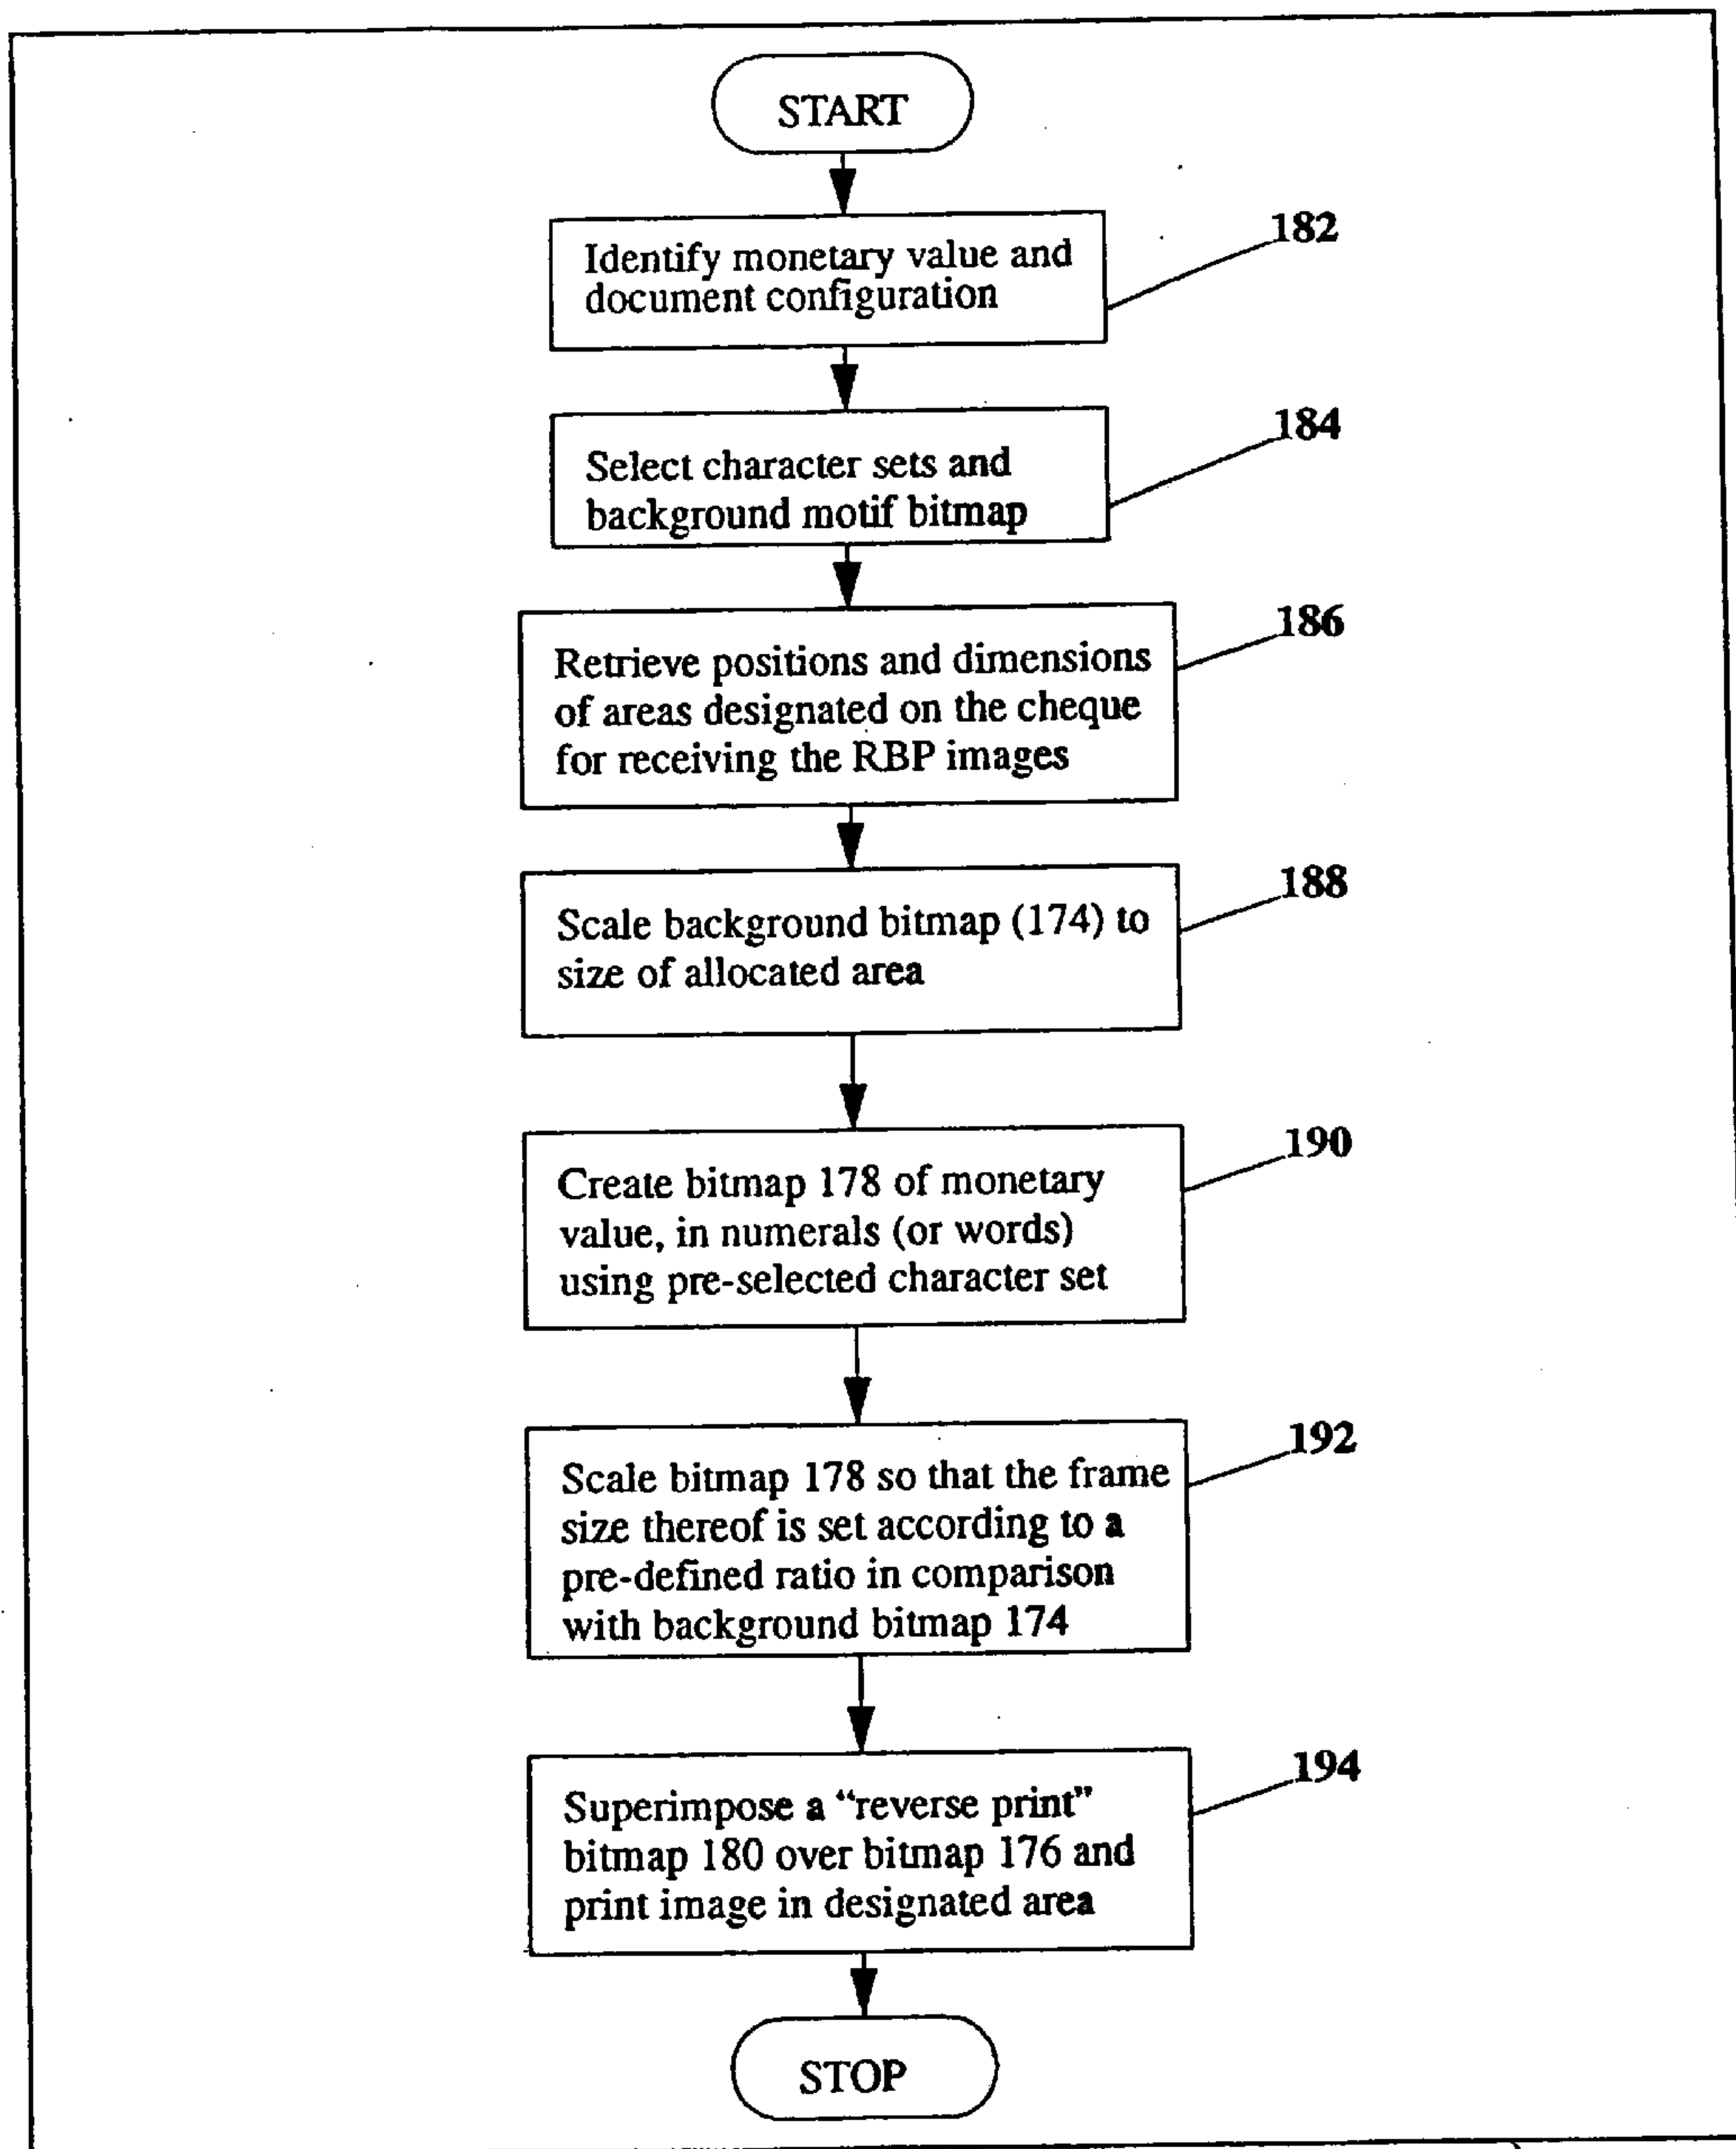 START
Identify monetary value and
document configuration
182
Select character sets and
background motif bitmap
184
Retrieve positions and dimensions
of areas designated on the cheque
for receiving the RBP images
186
Scale background bitmap (174) to
size of allocated area
188
Create bitmap 178 of monetary
value, in numerals (or words)
using pre-selected character set
190
Scale bitmap 178 so that the frame
size thereof is set according to a
pre-defined ratio in comparison
with background bitmap 174
192
Superimpose a “reverse print”
bitmap 180 over bitmap 176 and
print image in designated area
194
STOP